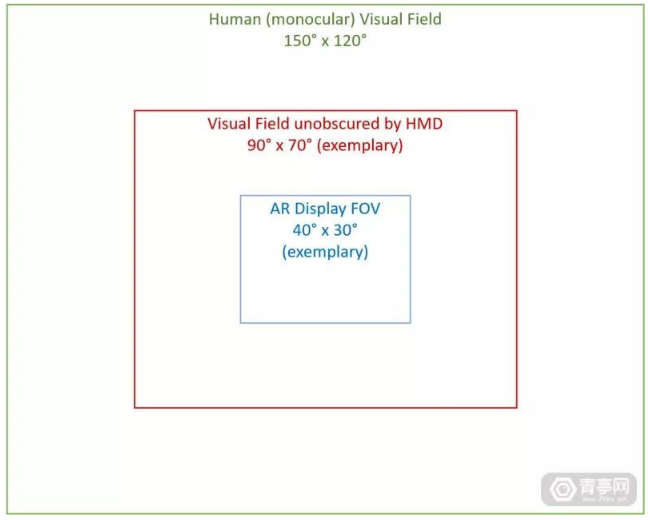 Human (monocular) Visual Field
150° x 120°
Visual Field unobscured by HMD
90° x 70° (exemplary)
AR Display FOV
40° x 30°
(exemplary)
青亭网